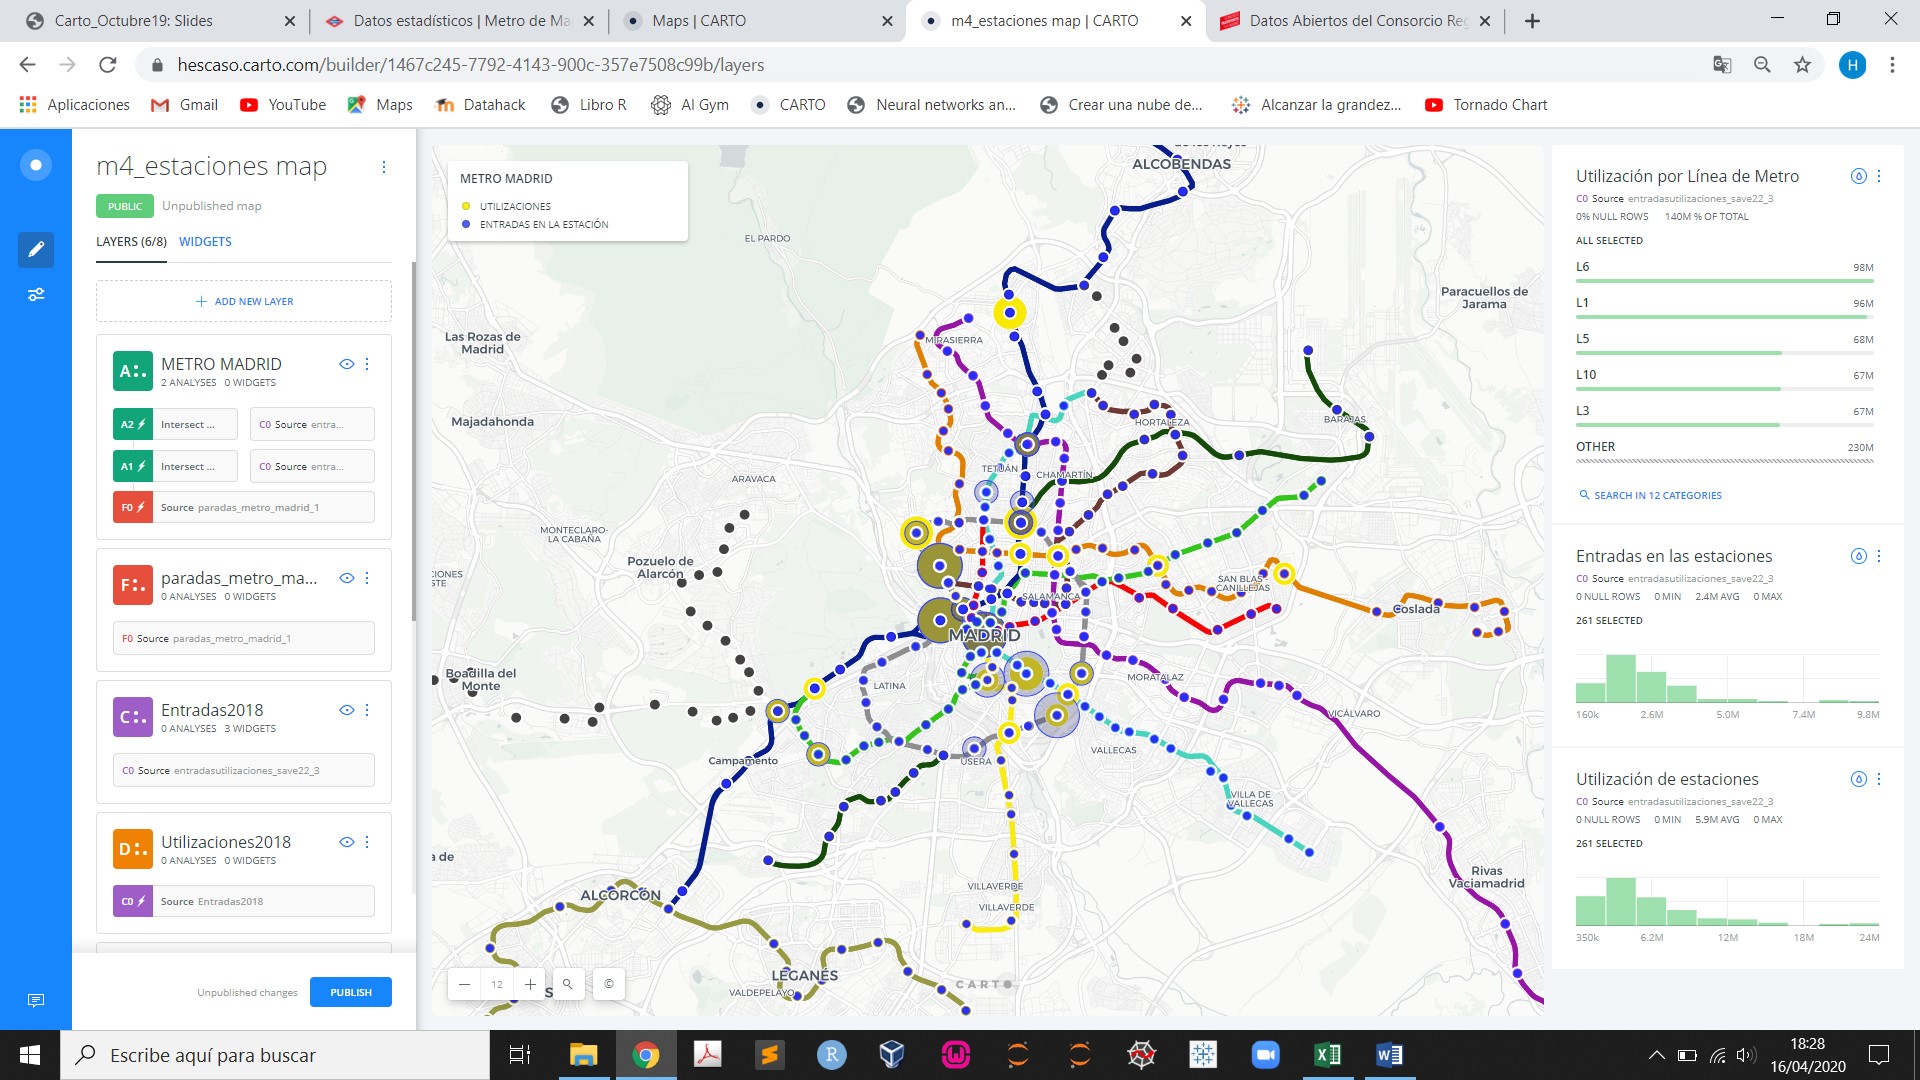 Carto_Octubre19: Slides
Datos estadísticos | Metro de Ma
Maps | CARTO
m4_estaciones map | CARTO
Datos Abiertos del Consorcio Reg
hescaso.carto.com/builder/1467c245-7792-4143-900c-357e7508c99b/layers
H
Aplicaciones
Gmail
YouTube
Maps
Datahack
Libro R
AI Gym
CARTO
Neural networks an...
Crear una nube de...
Alcanzar la grandez...
Tornado Chart
m4_estaciones map
PUBLIC
Unpublished map
LAYERS (6/8)
WIDGETS
ADD NEW LAYER
A
METRO MADRID
2 ANALYSES 0 WIDGETS
A2
Intersect ...
C0 Source entra...
A1
Intersect ...
C0 Source entra...
F0
Source paradas_metro_madrid_1
F
paradas_metro_ma...
0 ANALYSES 0 WIDGETS
F0 Source paradas_metro_madrid_1
C
Entradas2018
0 ANALYSES 3 WIDGETS
C0 Source entradasutilizaciones_save22_3
D
Utilizaciones2018
0 ANALYSES 0 WIDGETS
C0
Source Entradas2018
Unpublished changes
PUBLISH
METRO MADRID
UTILIZACIONES
ENTRADAS EN LA ESTACIÓN
ALCOBENDAS
EL PARDO
Paracuellos de
Jarama
Las Rozas de
Madrid
MIRASIERRA
Majadahonda
HORTALEZA
BARAJAS
TETUÁN
CHAMARTÍN
ARAVACA
MONTECLARO-
LA CABAÑA
Pozuelo de
Alarcón
CIONES
STE
SAN BLAS-
CANILLEJAS
SALAMANCA
Coslada
MADRID
Boadilla del
Monte
LATINA
MORATALAZ
VICÁLVARO
Campamento
USERA
VALLECAS
VILLA DE
VALLECAS
a de
Rivas
Vaciamadrid
VILLAVERDE
VILLAVERDE
ALCORCÓN
LEGANÉS
VALDEPELAYO
12
©
S
CARTO
Utilización por Línea de Metro
C0 Source entradasutilizaciones_save22_3
0% NULL ROWS 140M % OF TOTAL
ALL SELECTED
L6 98M
L1 96M
L5 68M
L10 67M
L3 67M
OTHER 230M
SEARCH IN 12 CATEGORIES
Entradas en las estaciones
C0 Source entradasutilizaciones_save22_3
0 NULL ROWS 0 MIN 2.4M AVG 0 MAX
261 SELECTED
160k 2.6M 5.0M 7.4M 9.8M
Utilización de estaciones
C0 Source entradasutilizaciones_save22_3
0 NULL ROWS 0 MIN 5.9M AVG 0 MAX
261 SELECTED
350k 6.2M 12M 18M 24M
Escribe aquí para buscar
18:28
16/04/2020